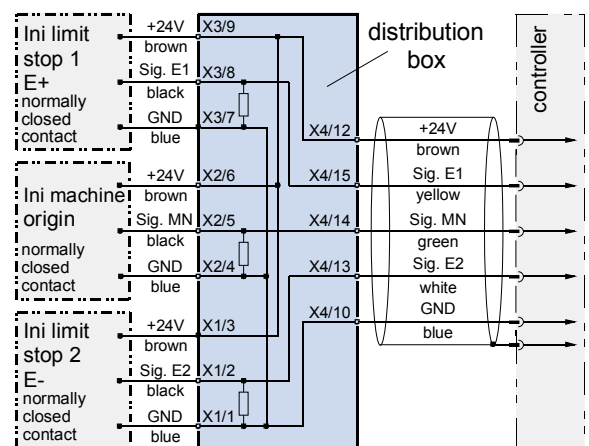 Ini limit
stop 1
E+
normally
closed
contact
+24V
brown
Sig. E1
black
GND
blue
X3/9
X3/8
X3/7
Ini machine
origin
normally
closed
contact
+24V
brown
Sig. MN
black
GND
blue
X2/6
X2/5
X2/4
Ini limit
stop 2
E-
normally
closed
contact
+24V
brown
Sig. E2
black
GND
blue
X1/3
X1/2
X1/1
distribution
box
X4/12
X4/15
X4/14
X4/13
X4/10
+24V
brown
Sig. E1
yellow
Sig. MN
green
Sig. E2
white
GND
blue
controller